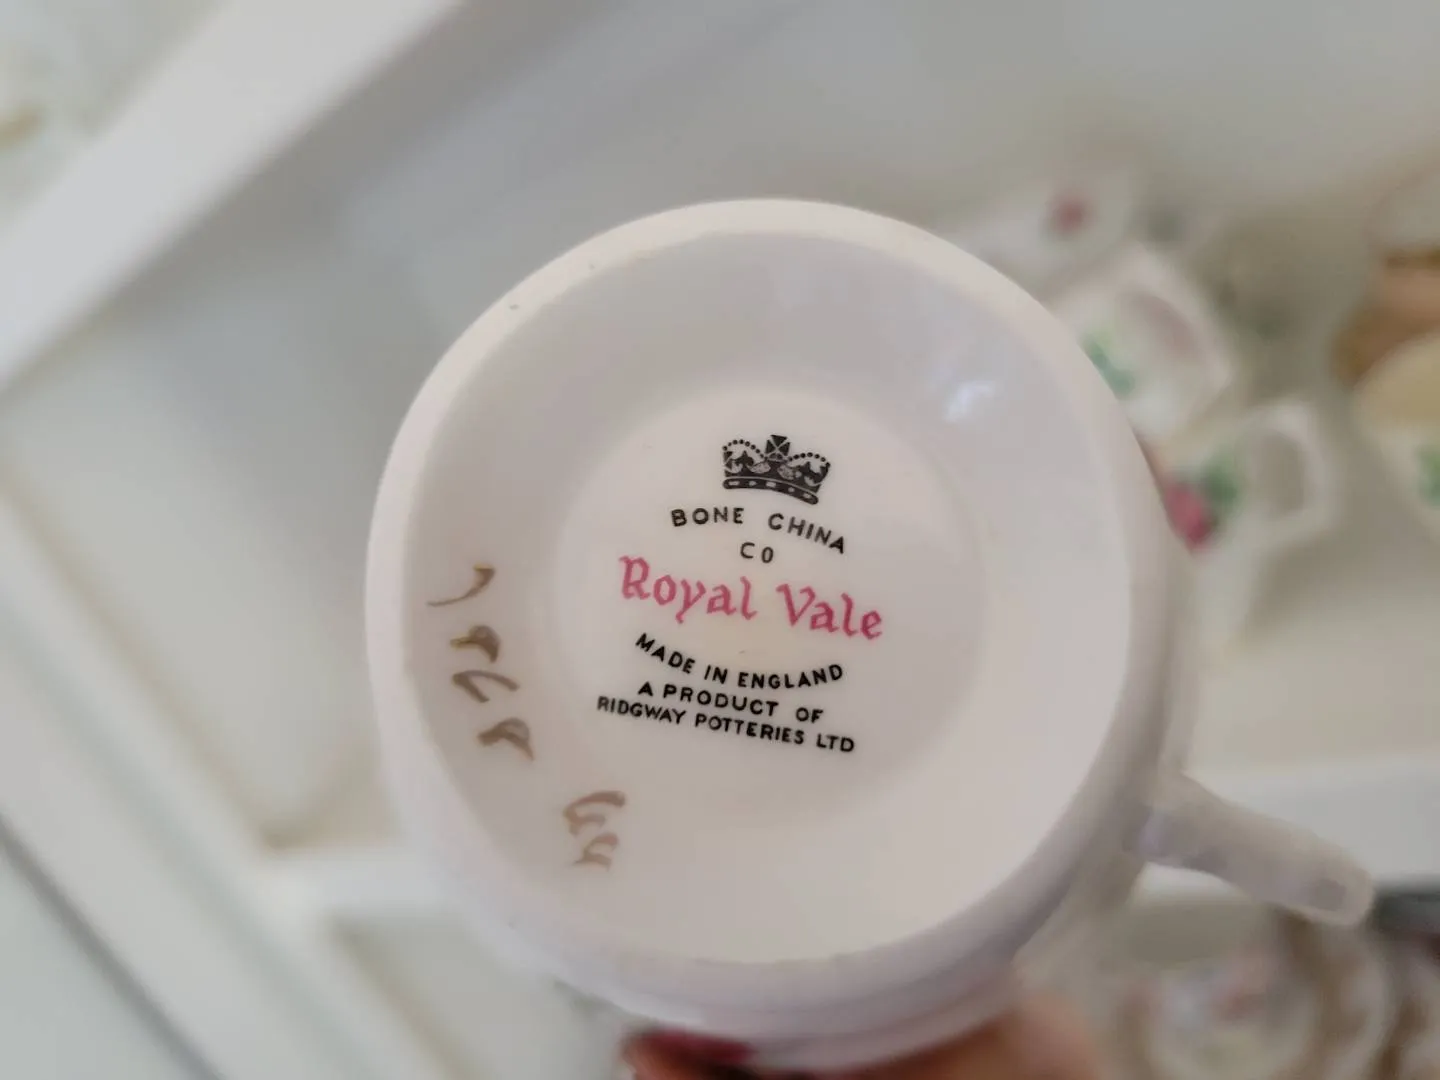 BONE CHINA
CO
Royal Vale
MADE IN ENGLAND
A PRODUCT OF
RIDGWAY POTTERIES LTD